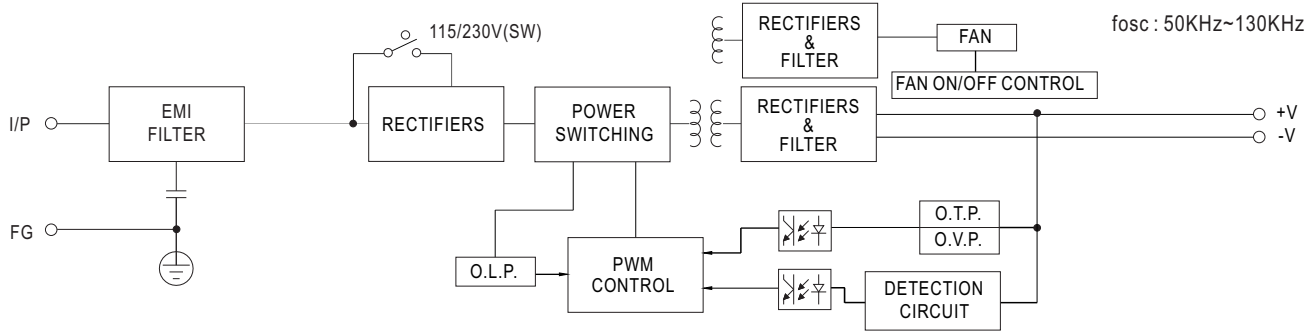 115/230V(SW)
RECTIFIERS
&
FILTER
FAN
fosc : 50KHz~130KHz
FAN ON/OFF CONTROL
I/P
EMI
FILTER
RECTIFIERS
POWER
SWITCHING
RECTIFIERS
&
FILTER
+V
-V
FG
O.L.P.
PWM
CONTROL
O.T.P.
O.V.P.
DETECTION
CIRCUIT